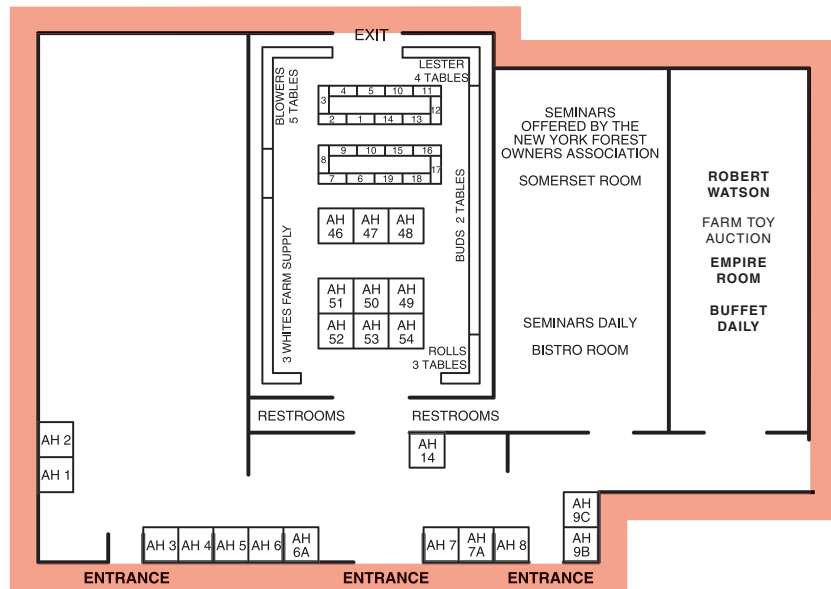 EXIT
BLOWERS
5 TABLES
LESTER
4 TABLES
3
4 5 10 11
12
2 1 14 13
8
9 10 15 16
17
7 6 19 18
AH
46
AH
47
AH
48
AH
51
AH
50
AH
49
AH
52
AH
53
AH
54
3 WHITES FARM SUPPLY
BUDS 2 TABLES
ROLLS
3 TABLES
SEMINARS
OFFERED BY THE
NEW YORK FOREST
OWNERS ASSOCIATION
SOMERSET ROOM
SEMINARS DAILY
BISTRO ROOM
ROBERT
WATSON
FARM TOY
AUCTION
EMPIRE
ROOM
BUFFET
DAILY
RESTROOMS
RESTROOMS
AH 2
AH 1
AH
14
AH 3
AH 4
AH 5
AH 6
AH
6A
AH 7
AH
7A
AH 8
AH
9C
AH
9B
ENTRANCE
ENTRANCE
ENTRANCE